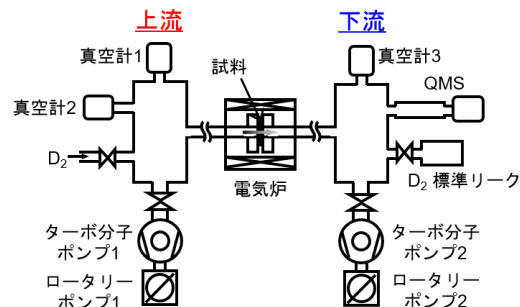 上流
下流
真空計1
真空計2
D2
試料
電気炉
真空計3
QMS
D2 標準リーク
ターボ分子
ポンプ1
ロータリー
ポンプ1
ターボ分子
ポンプ2
ロータリー
ポンプ2